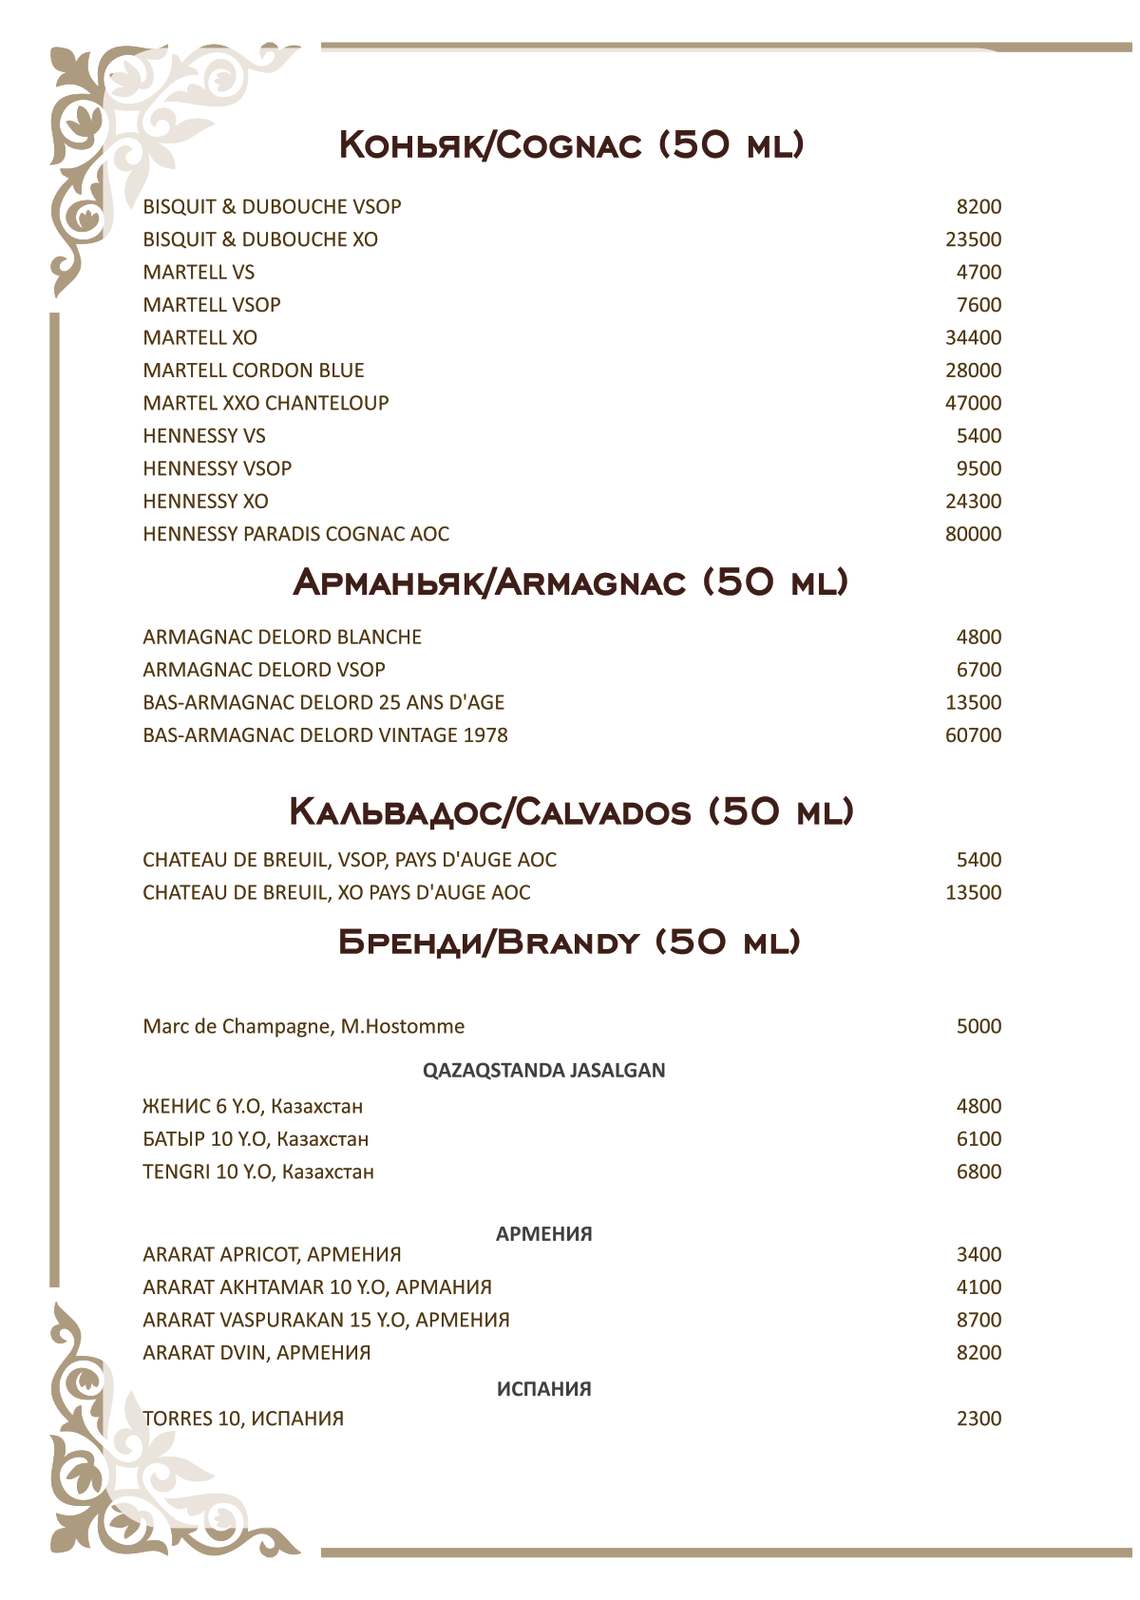 Коньяк/Cognac (50 ml)
BISQUIT & DUBOUCHE VSOP 8200
BISQUIT & DUBOUCHE XO 23500
MARTELL VS 4700
MARTELL VSOP 7600
MARTELL XO 34400
MARTELL CORDON BLUE 28000
MARTEL XXO CHANTELOUP 47000
HENNESSY VS 5400
HENNESSY VSOP 9500
HENNESSY XO 24300
HENNESSY PARADIS COGNAC AOC 80000
Арманьяк/Armagnac (50 ml)
ARMAGNAC DELORD BLANCHE 4800
ARMAGNAC DELORD VSOP 6700
BAS-ARMAGNAC DELORD 25 ANS D'AGE 13500
BAS-ARMAGNAC DELORD VINTAGE 1978 60700
Кальвадос/Calvados (50 ml)
CHATEAU DE BREUIL, VSOP, PAYS D'AUGE AOC 5400
CHATEAU DE BREUIL, XO PAYS D'AUGE AOC 13500
Бренди/Brandy (50 ml)
Marc de Champagne, M.Hostomme 5000
QAZAQSTANDA JASALGAN
ЖЕНИС 6 Y.O, Казахстан 4800
БАТЫР 10 Y.O, Казахстан 6100
TENGRI 10 Y.O, Казахстан 6800
АРМЕНИЯ
ARARAT APRICOT, АРМЕНИЯ 3400
ARARAT AKHTAMAR 10 Y.O, АРМАНИЯ 4100
ARARAT VASPURAKAN 15 Y.O, АРМЕНИЯ 8700
ARARAT DVIN, АРМЕНИЯ 8200
ИСПАНИЯ
TORRES 10, ИСПАНИЯ 2300